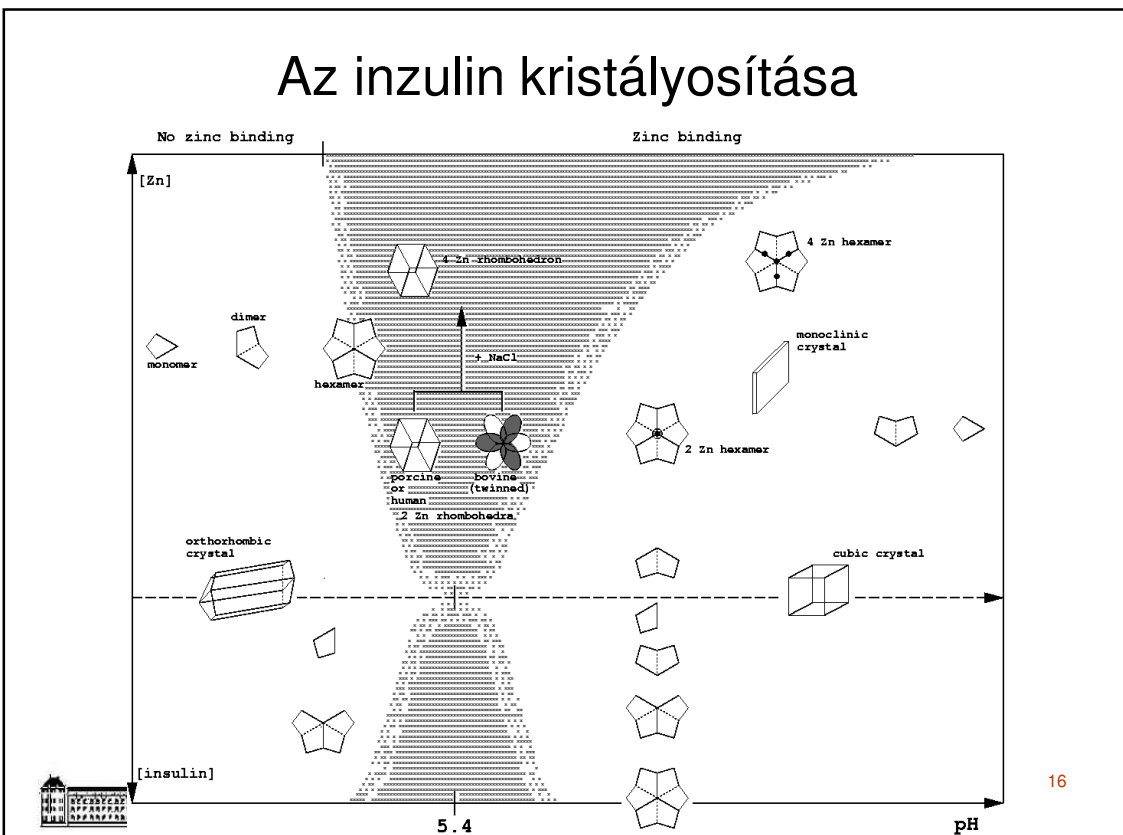 Az inzulin kristályosítása
No zinc binding
Zinc binding
[Zn]
4 Zn hexamer
4 Zn rhombohedron
dimer
monoclinic
crystal
monomer
+ NaCl
hexamer
2 Zn hexamer
porcine
or
human
bovine
(twinned)
2 Zn rhombohedra
orthorhombic
crystal
cubic crystal
[insulin]
16
5.4
pH